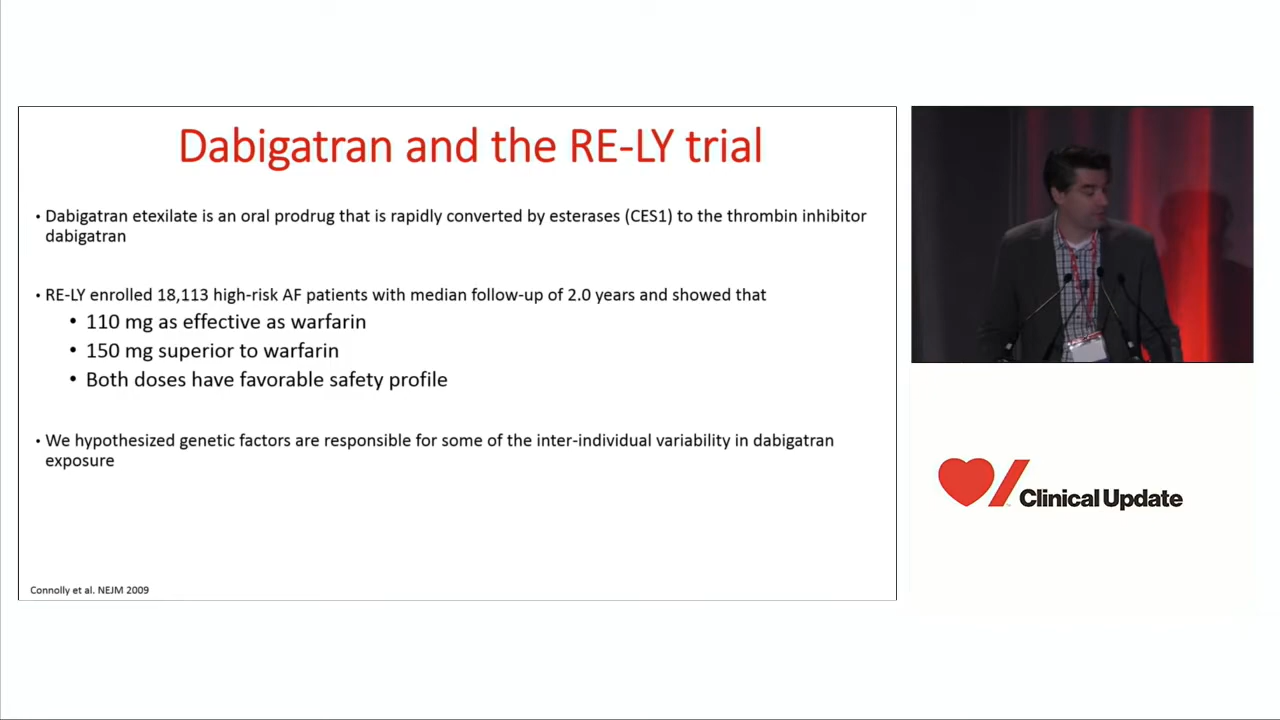 Dabigatran and the RE-LY trial
• Dabigatran etexilate is an oral prodrug that is rapidly converted by esterases (CES1) to the thrombin inhibitor
dabigatran
• RE-LY enrolled 18,113 high-risk AF patients with median follow-up of 2.0 years and showed that
• 110 mg as effective as warfarin
• 150 mg superior to warfarin
• Both doses have favorable safety profile
• We hypothesized genetic factors are responsible for some of the inter-individual variability in dabigatran
exposure
Connolly et al. NEJM 2009
Clinical Update